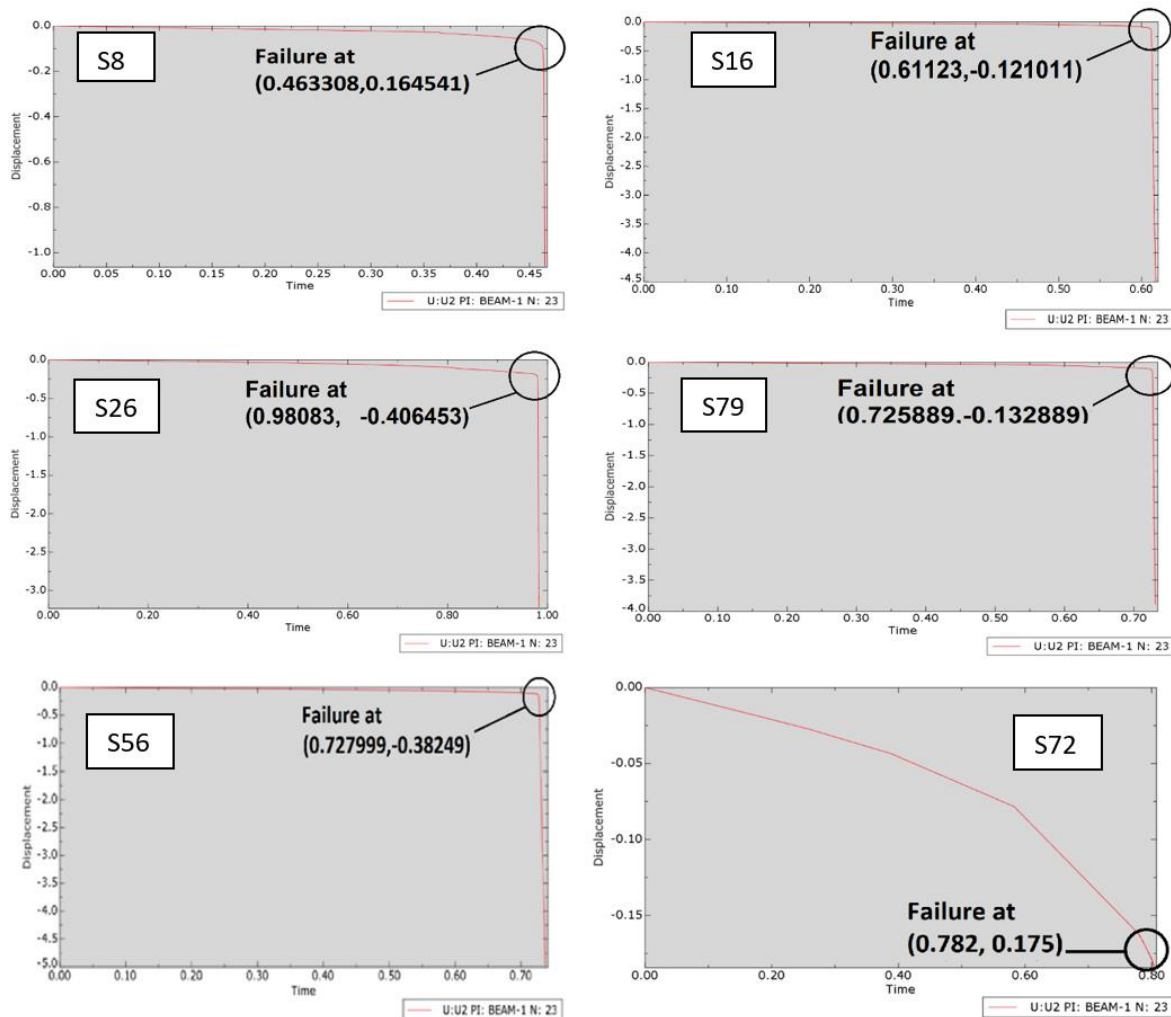 0.0
-0.2
-0.4
-0.6
-0.8
-1.0
Displacement
S8
Failure at
(0.463308,0.164541)
0.00 0.05 0.10 0.15 0.20 0.25 0.30 0.35 0.40 0.45
Time
U:U2 PI: BEAM-1 N: 23
0.0
-0.5
-1.0
-1.5
-2.0
-2.5
-3.0
-3.5
-4.0
-4.5
Displacement
Failure at
(0.61123,-0.121011)
S16
0.00 0.10 0.20 0.30 0.40 0.50 0.60
Time
U:U2 PI: BEAM-1 N: 23
0.0
-0.5
-1.0
-1.5
-2.0
-2.5
-3.0
Displacement
S26
Failure at
(0.98083, -0.406453)
0.00 0.20 0.40 0.60 0.80 1.00
Time
U:U2 PI: BEAM-1 N: 23
0.0
-0.5
-1.0
-1.5
-2.0
-2.5
-3.0
-3.5
-4.0
Displacement
S79
Failure at
(0.725889,-0.132889)
0.00 0.10 0.20 0.30 0.40 0.50 0.60 0.70
Time
U:U2 PI: BEAM-1 N: 23
0.0
-0.5
-1.0
-1.5
-2.0
-2.5
-3.0
-3.5
-4.0
-4.5
-5.0
Displacement
S56
Failure at
(0.727999,-0.38249)
0.00 0.10 0.20 0.30 0.40 0.50 0.60 0.70
Time
U:U2 PI: BEAM-1 N: 23
0.00
-0.05
-0.10
-0.15
Displacement
S72
Failure at
(0.782, 0.175)
0.00 0.20 0.40 0.60 0.80
Time
U:U2 PI: BEAM-1 N: 23